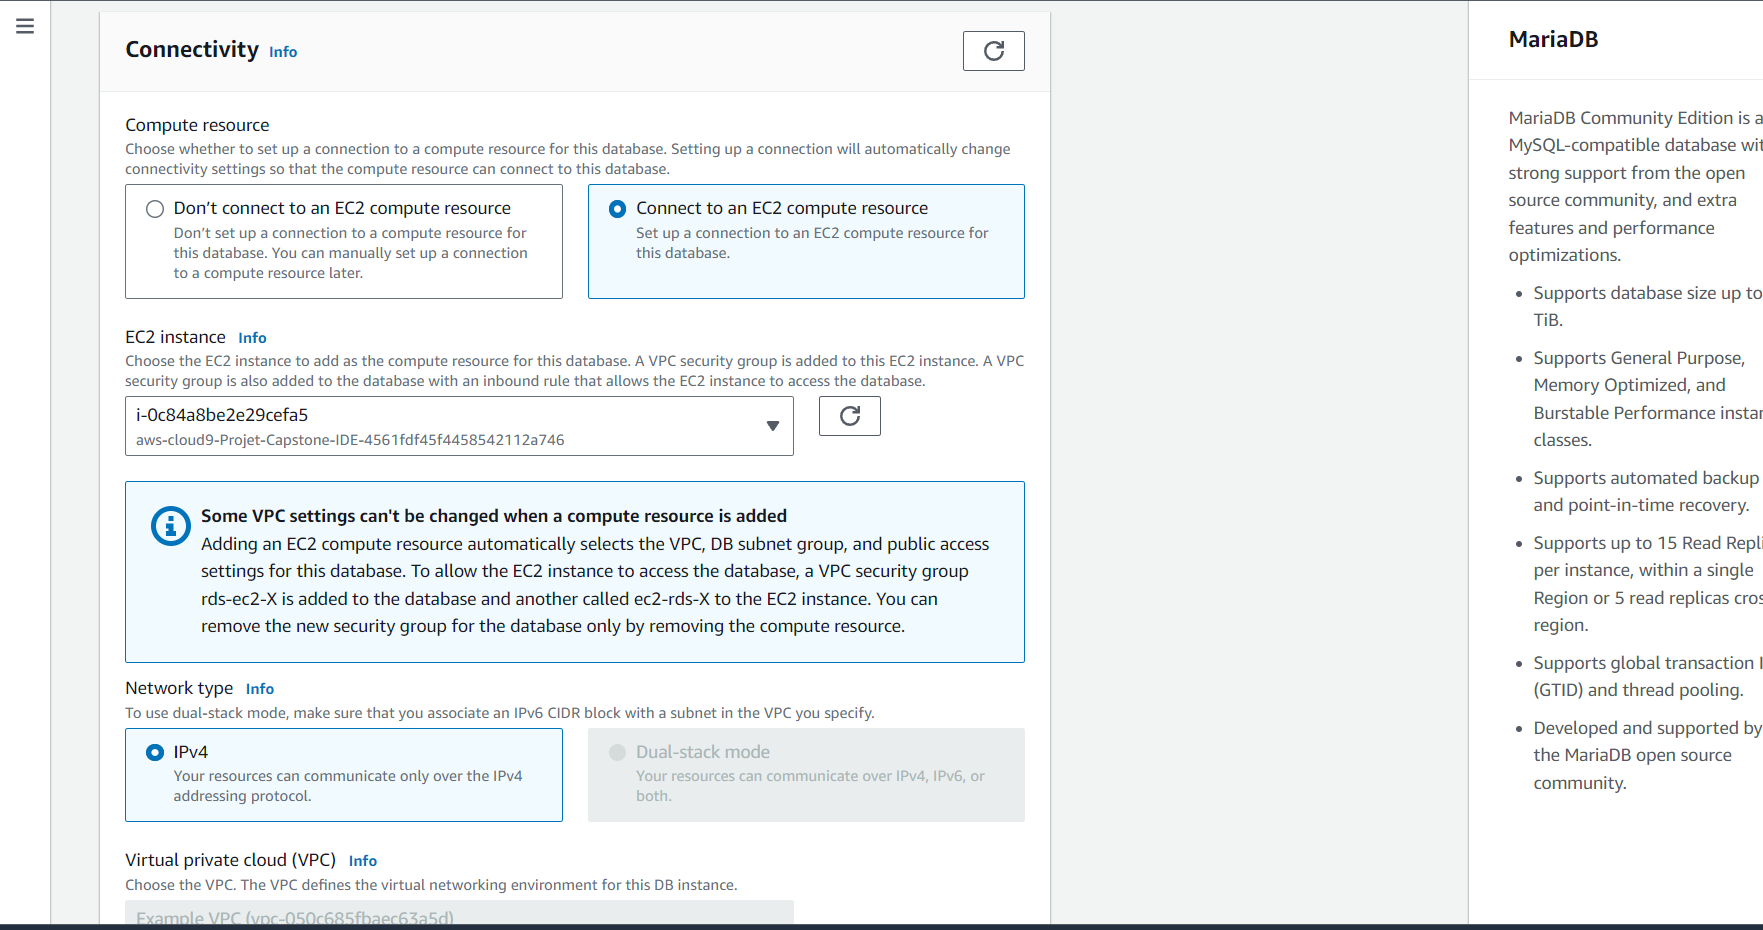 Connectivity Info
Compute resource
Choose whether to set up a connection to a compute resource for this database. Setting up a connection will automatically change
connectivity settings so that the compute resource can connect to this database.
Don’t connect to an EC2 compute resource
Don’t set up a connection to a compute resource for
this database. You can manually set up a connection
to a compute resource later.
Connect to an EC2 compute resource
Set up a connection to an EC2 compute resource for
this database.
EC2 instance Info
Choose the EC2 instance to add as the compute resource for this database. A VPC security group is added to this EC2 instance. A VPC
security group is also added to the database with an inbound rule that allows the EC2 instance to access the database.
i-0c84a8be2e29cefa5
aws-cloud9-Projet-Capstone-IDE-4561fdf45f4458542112a746
Some VPC settings can't be changed when a compute resource is added
Adding an EC2 compute resource automatically selects the VPC, DB subnet group, and public access
settings for this database. To allow the EC2 instance to access the database, a VPC security group
rds-ec2-X is added to the database and another called ec2-rds-X to the EC2 instance. You can
remove the new security group for the database only by removing the compute resource.
Network type Info
To use dual-stack mode, make sure that you associate an IPv6 CIDR block with a subnet in the VPC you specify.
IPv4
Your resources can communicate only over the IPv4
addressing protocol.
Dual-stack mode
Your resources can communicate over IPv4, IPv6, or
both.
Virtual private cloud (VPC) Info
Choose the VPC. The VPC defines the virtual networking environment for this DB instance.
Example VPC (vpc-050c685fbaec63a5d)
MariaDB
MariaDB Community Edition is a
MySQL-compatible database wit
strong support from the open
source community, and extra
features and performance
optimizations.
• Supports database size up to
TiB.
• Supports General Purpose,
Memory Optimized, and
Burstable Performance instan
classes.
• Supports automated backup
and point-in-time recovery.
• Supports up to 15 Read Repli
per instance, within a single
Region or 5 read replicas cros
region.
• Supports global transaction I
(GTID) and thread pooling.
• Developed and supported by
the MariaDB open source
community.